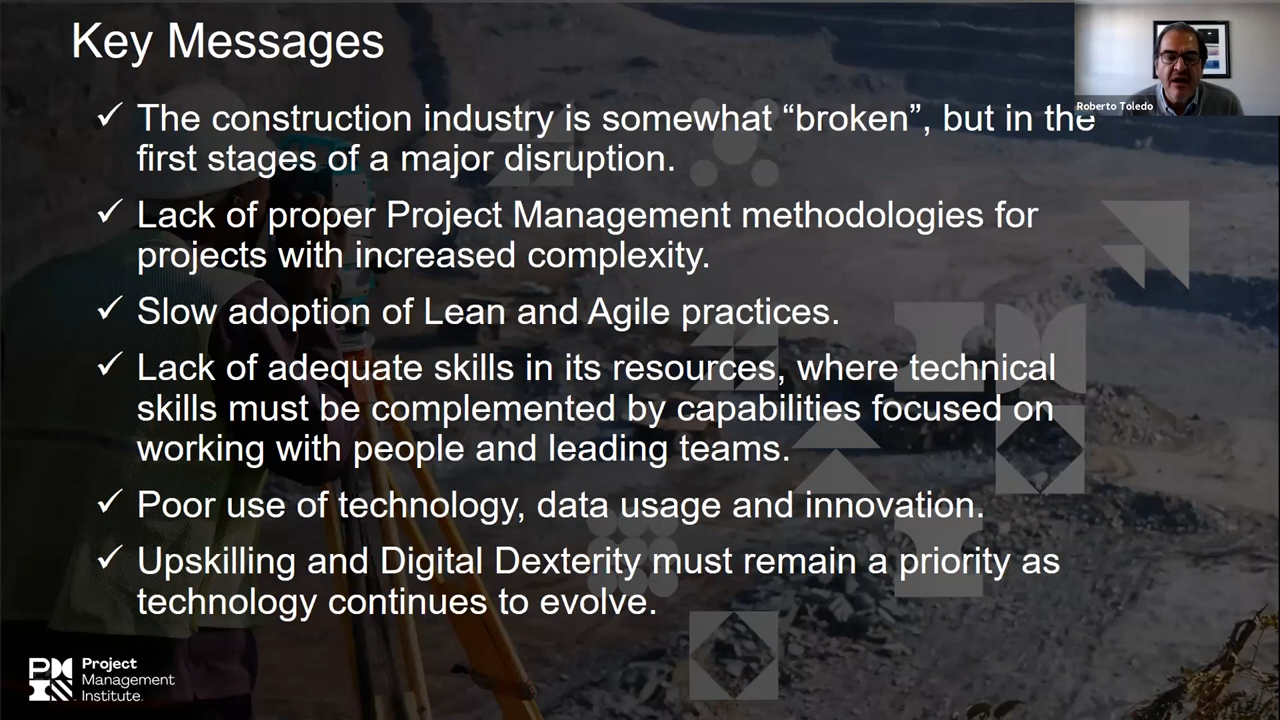 Key Messages
Roberto Toledo
✓ The construction industry is somewhat “broken”, but in the
first stages of a major disruption.
✓ Lack of proper Project Management methodologies for
projects with increased complexity.
✓ Slow adoption of Lean and Agile practices.
✓ Lack of adequate skills in its resources, where technical
skills must be complemented by capabilities focused on
working with people and leading teams.
✓ Poor use of technology, data usage and innovation.
✓ Upskilling and Digital Dexterity must remain a priority as
technology continues to evolve.
Project
Management
Institute.